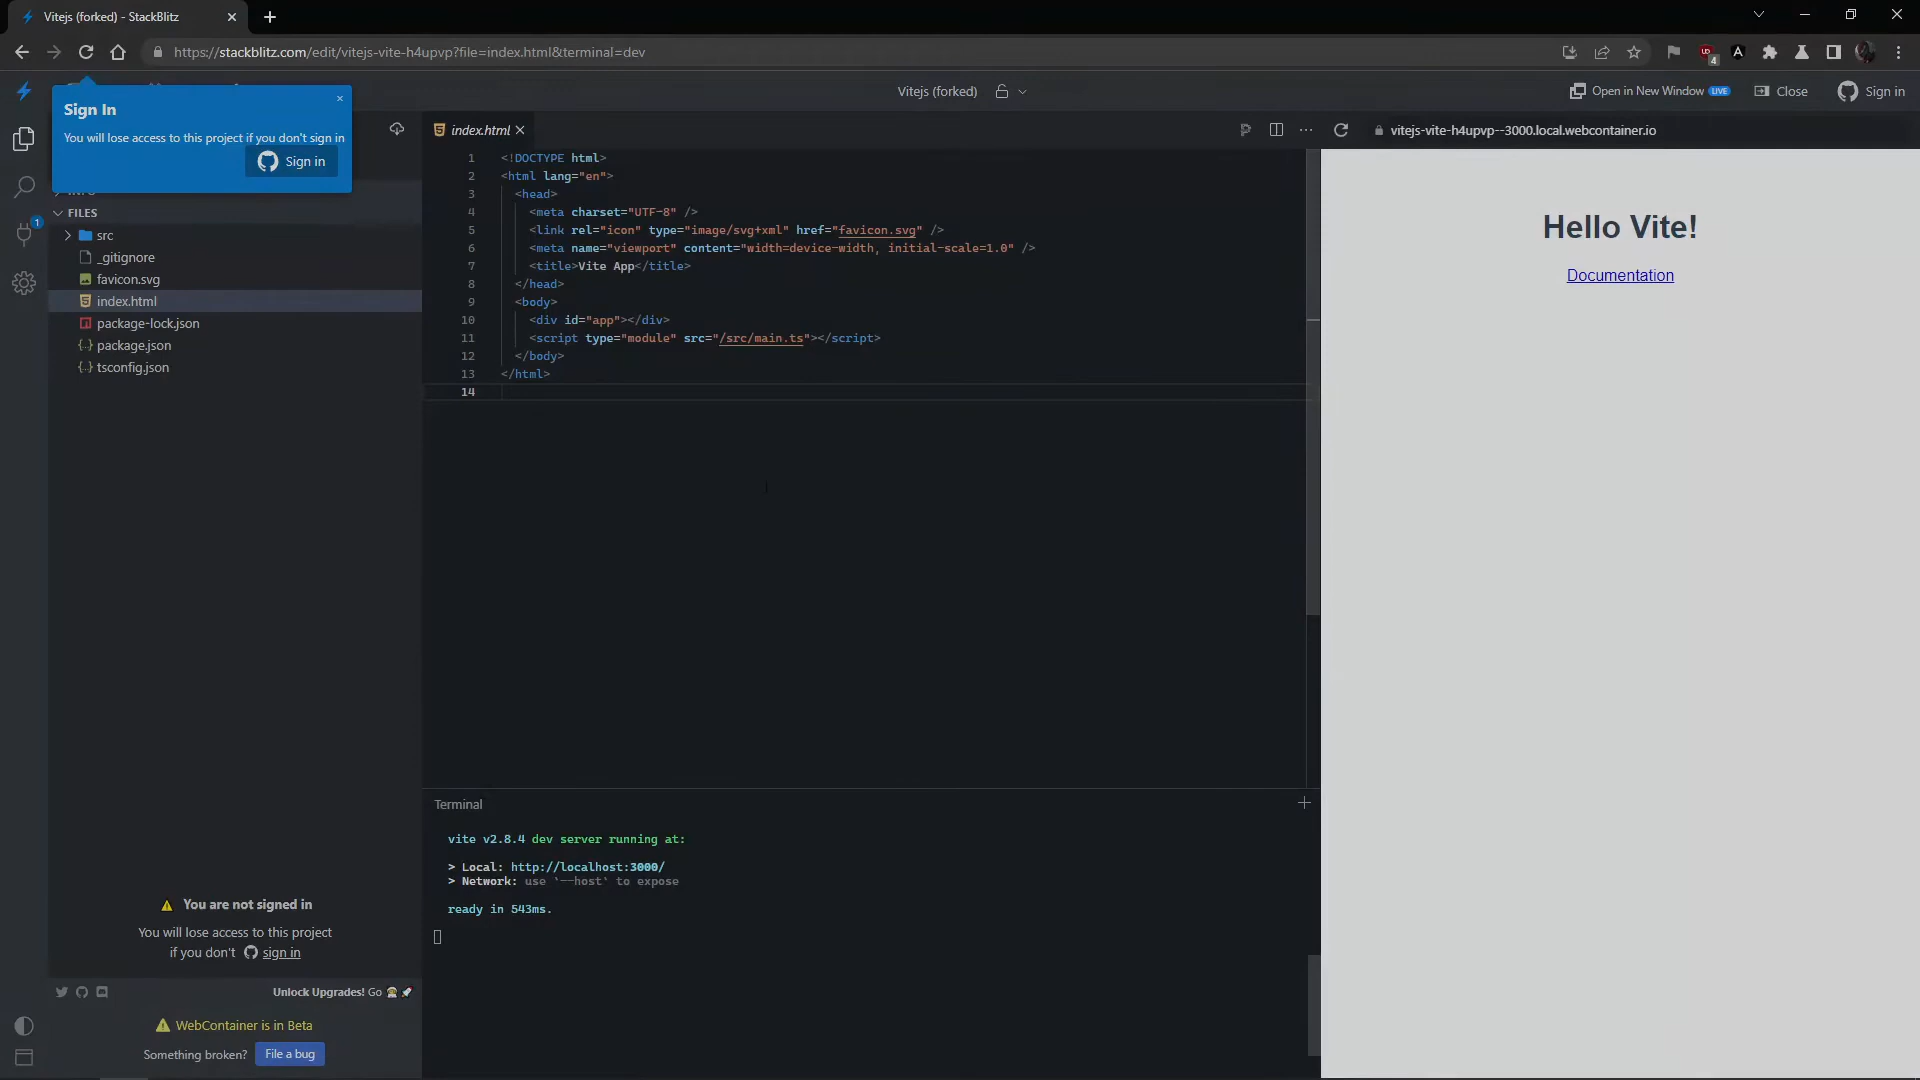 Vitejs (forked) - StackBlitz
https://stackblitz.com/edit/vitejs-vite-h4upvp?file=index.html&terminal=dev
4
Vitejs (forked)
Open in New Window LIVE
Close
Sign in
Sign In
You will lose access to this project if you don't sign in
Sign in
1
FILES
src
_gitignore
favicon.svg
index.html
package-lock.json
package.json
tsconfig.json
You are not signed in
You will lose access to this project
if you don't sign in
Unlock Upgrades! Go
WebContainer is in Beta
Something broken? File a bug
index.html
1 <!DOCTYPE html>
2 <html lang="en">
3 <head>
4 <meta charset="UTF-8" />
5 <link rel="icon" type="image/svg+xml" href="favicon.svg" />
6 <meta name="viewport" content="width=device-width, initial-scale=1.0" />
7 <title>Vite App</title>
8 </head>
9 <body>
10 <div id="app"></div>
11 <script type="module" src="/src/main.ts"></script>
12 </body>
13 </html>
14
Terminal
vite v2.8.4 dev server running at:
> Local: http://localhost:3000/
> Network: use `--host` to expose
ready in 543ms.
vitejs-vite-h4upvp--3000.local.webcontainer.io
Hello Vite!
Documentation